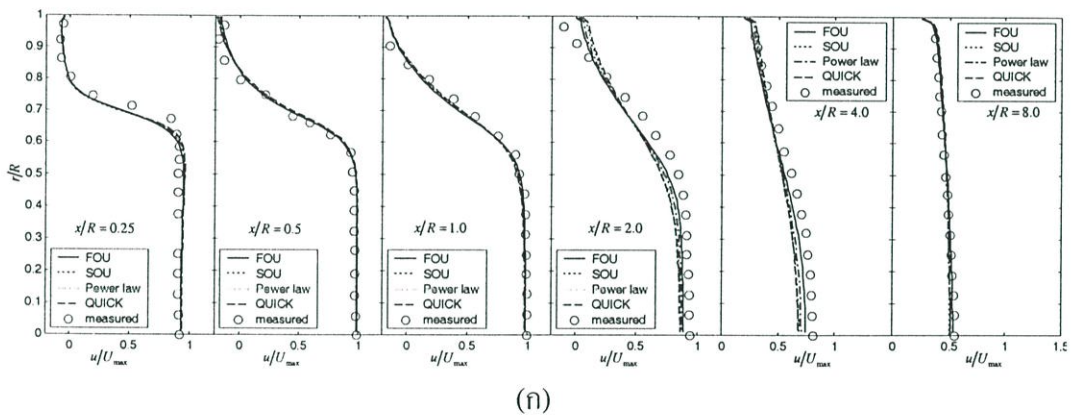 1
0.9
0.8
0.7
0.6
0.5
0.4
0.3
0.2
0.1
0
r/R
x/R = 0.25
FOU
SOU
Power law
QUICK
measured
0 0.5 1
u/U_max
x/R = 0.5
FOU
SOU
Power law
QUICK
measured
0 0.5 1
u/U_max
x/R = 1.0
FOU
SOU
Power law
QUICK
measured
0 0.5 1
u/U_max
x/R = 2.0
FOU
SOU
Power law
QUICK
measured
0 0.5 1
u/U_max
FOU
SOU
Power law
QUICK
measured
x/R = 4.0
0 0.5 1
u/U_max
FOU
SOU
Power law
QUICK
measured
x/R = 8.0
0 0.5 1 1.5
u/U_max
(ก)